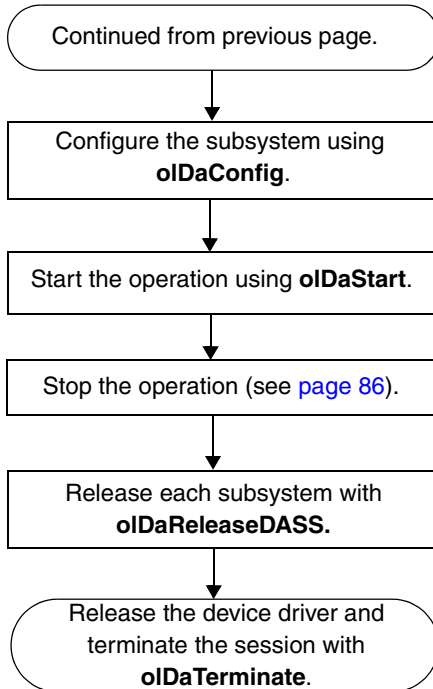 Continued from previous page.
Configure the subsystem using
olDaConfig.
Start the operation using olDaStart.
Stop the operation (see page 86).
Release each subsystem with
olDaReleaseDASS.
Release the device driver and
terminate the session with
olDaTerminate.